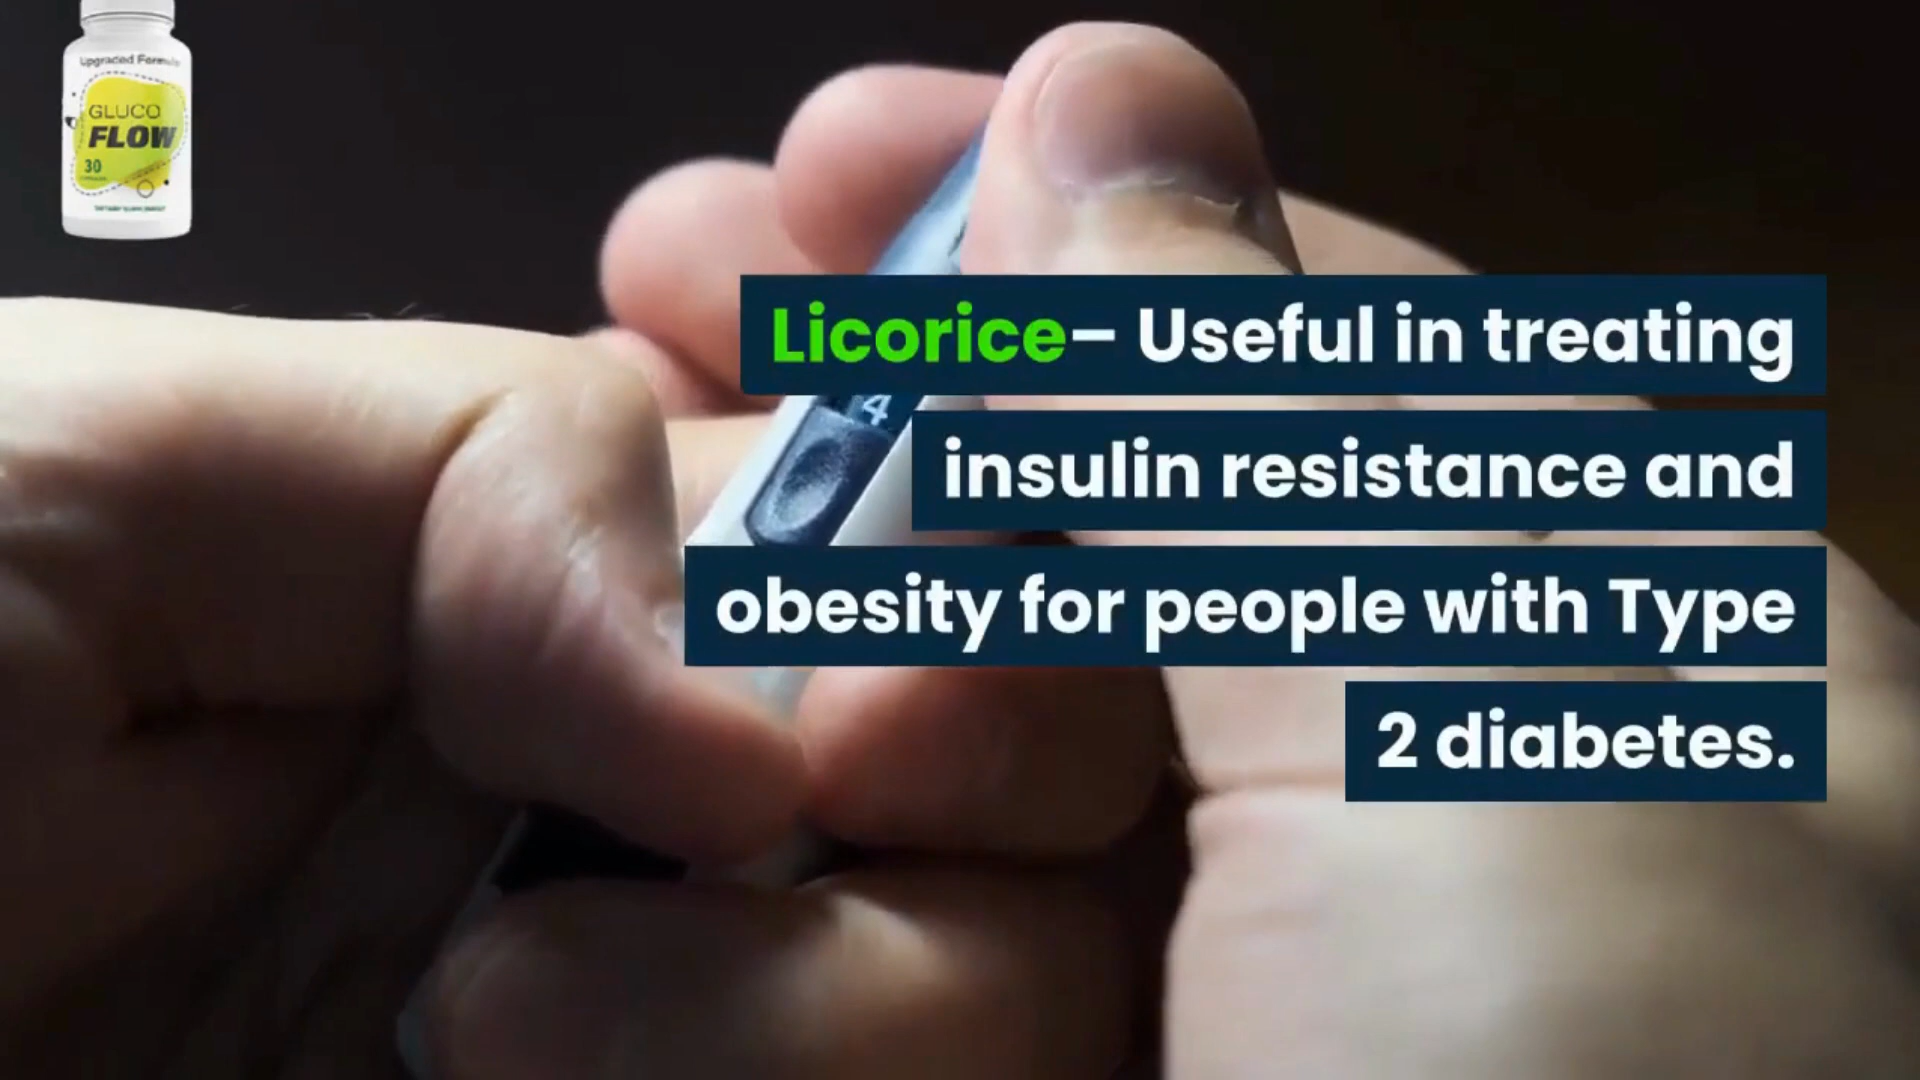 Upgraded Formula
GLUCO
FLOW
30
Licorice– Useful in treating
4
insulin resistance and
obesity for people with Type
2 diabetes.